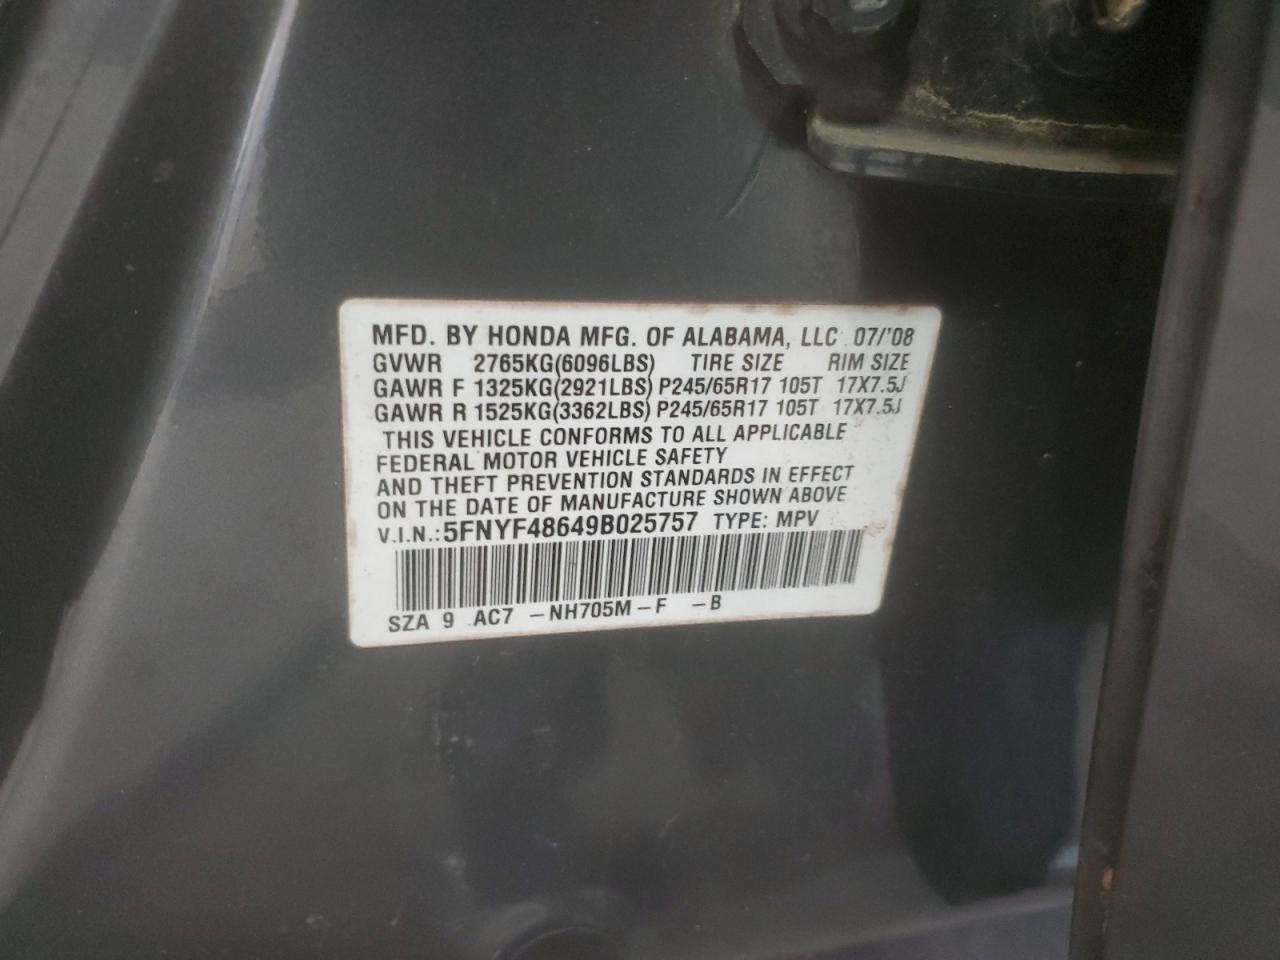 MFD. BY HONDA MFG. OF ALABAMA, LLC 07/'08
GVWR 2765KG(6096LBS) TIRE SIZE RIM SIZE
GAWR F 1325KG(2921LBS) P245/65R17 105T 17X7.5J
GAWR R 1525KG(3362LBS) P245/65R17 105T 17X7.5J
THIS VEHICLE CONFORMS TO ALL APPLICABLE
FEDERAL MOTOR VEHICLE SAFETY
AND THEFT PREVENTION STANDARDS IN EFFECT
ON THE DATE OF MANUFACTURE SHOWN ABOVE
V.I.N.: 5FNYF48649B025757 TYPE: MPV
SZA 9 AC7 -NH705M-F -B